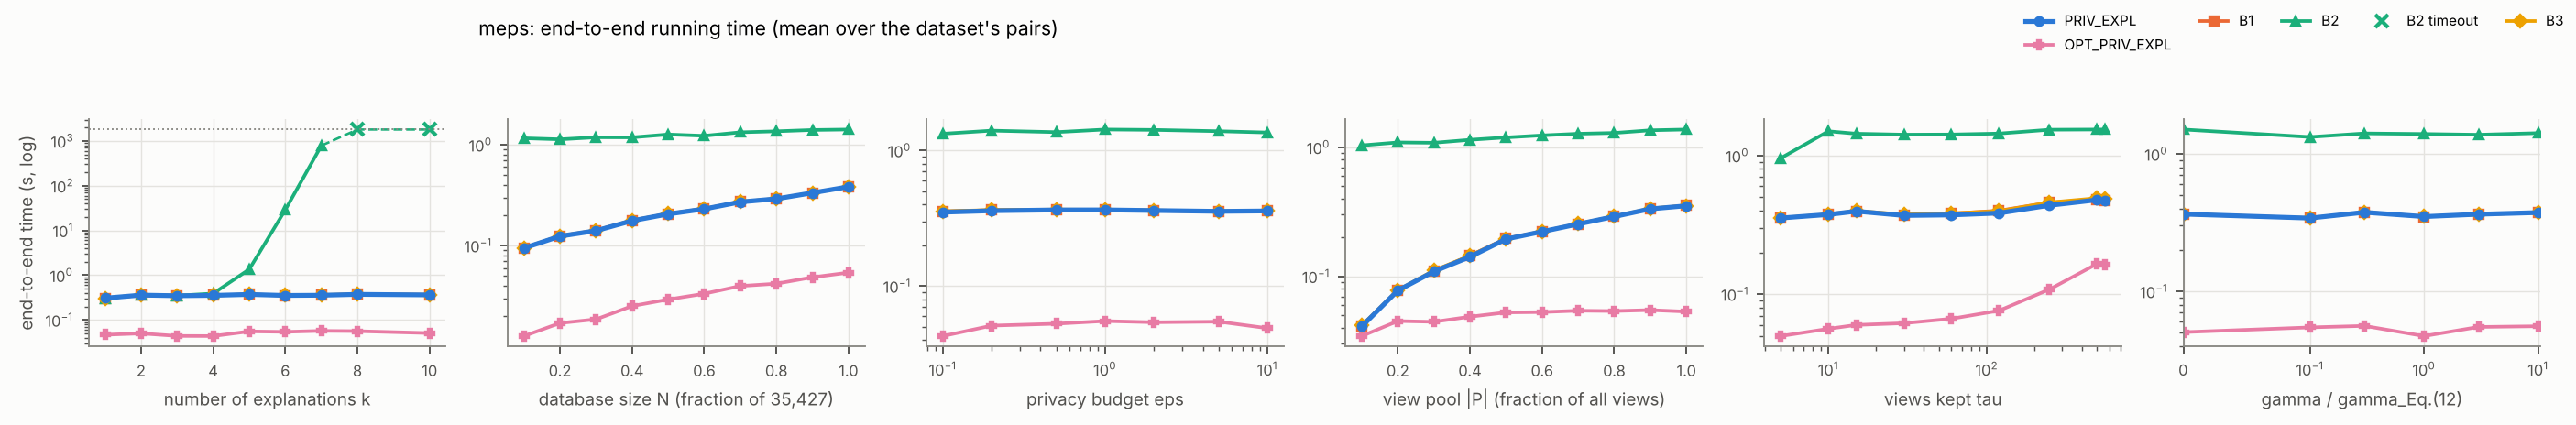 meps: end-to-end running time (mean over the dataset's pairs)
PRIV_EXPL B1 B2 B2 timeout B3
OPT_PRIV_EXPL
end-to-end time (s, log)
10³
10²
10¹
10⁰
10⁻¹
2 4 6 8 10
number of explanations k
10⁰
10⁻¹
0.2 0.4 0.6 0.8 1.0
database size N (fraction of 35,427)
10⁰
10⁻¹
10⁻¹ 10⁰ 10¹
privacy budget eps
10⁰
10⁻¹
0.2 0.4 0.6 0.8 1.0
view pool |P| (fraction of all views)
10⁰
10⁻¹
10¹ 10²
views kept tau
10⁰
10⁻¹
0 10⁻¹ 10⁰ 10¹
gamma / gamma_Eq.(12)